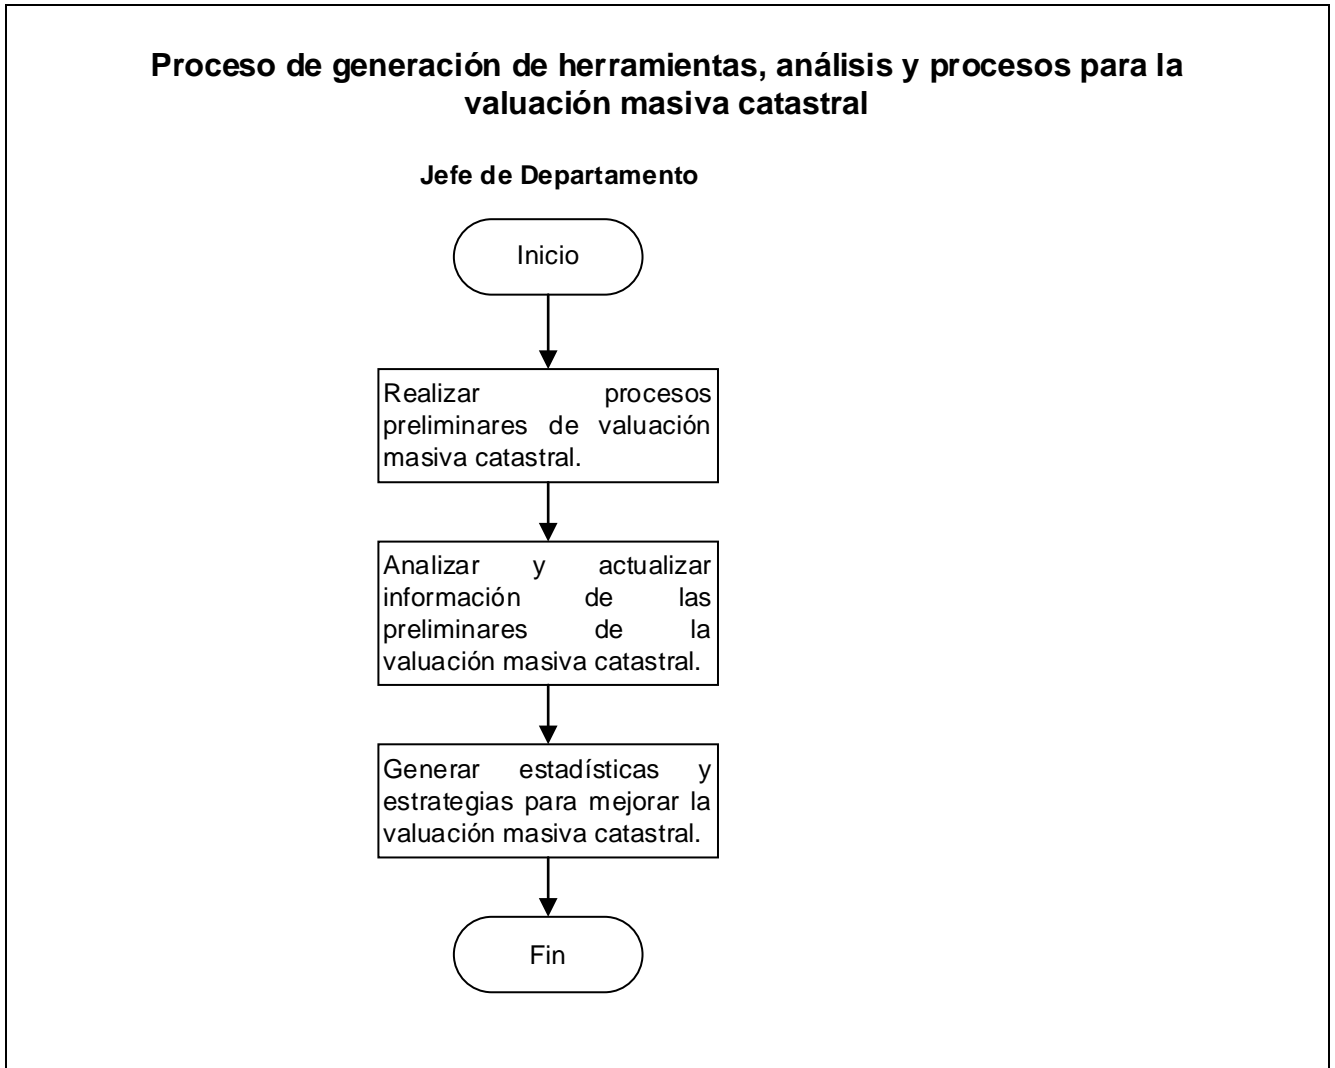 Proceso de generación de herramientas, análisis y procesos para la
valuación masiva catastral
Jefe de Departamento
Inicio
Realizar procesos
preliminares de valuación
masiva catastral.
Analizar y actualizar
información de las
preliminares de la
valuación masiva catastral.
Generar estadísticas y
estrategias para mejorar la
valuación masiva catastral.
Fin